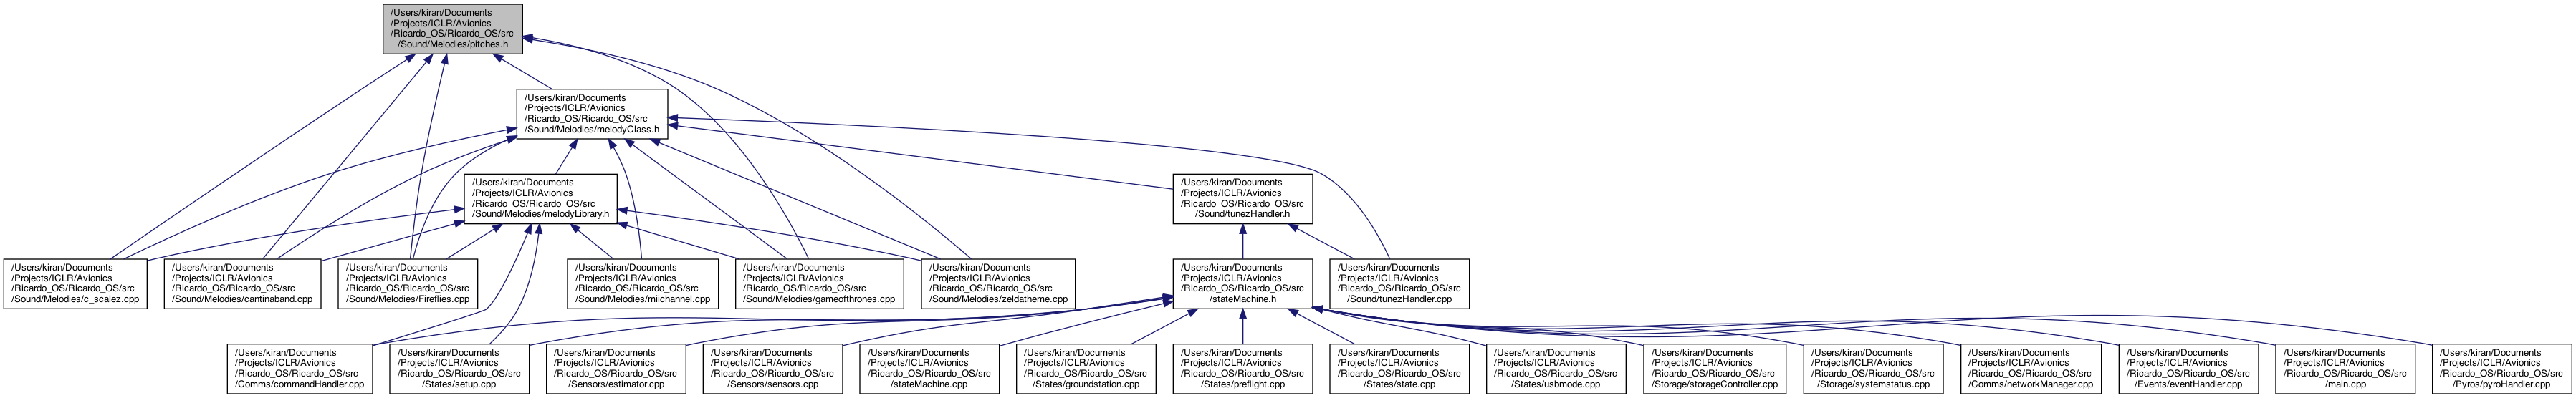 /Users/kiran/Documents
/Projects/ICLR/Avionics
/Ricardo_OS/Ricardo_OS/src
/Sound/Melodies/pitches.h
/Users/kiran/Documents
/Projects/ICLR/Avionics
/Ricardo_OS/Ricardo_OS/src
/Sound/Melodies/melodyClass.h
/Users/kiran/Documents
/Projects/ICLR/Avionics
/Ricardo_OS/Ricardo_OS/src
/Sound/Melodies/melodyLibrary.h
/Users/kiran/Documents
/Projects/ICLR/Avionics
/Ricardo_OS/Ricardo_OS/src
/Sound/tunezHandler.h
/Users/kiran/Documents
/Projects/ICLR/Avionics
/Ricardo_OS/Ricardo_OS/src
/Sound/Melodies/c_scalez.cpp
/Users/kiran/Documents
/Projects/ICLR/Avionics
/Ricardo_OS/Ricardo_OS/src
/Sound/Melodies/cantinaband.cpp
/Users/kiran/Documents
/Projects/ICLR/Avionics
/Ricardo_OS/Ricardo_OS/src
/Sound/Melodies/Fireflies.cpp
/Users/kiran/Documents
/Projects/ICLR/Avionics
/Ricardo_OS/Ricardo_OS/src
/Sound/Melodies/miichannel.cpp
/Users/kiran/Documents
/Projects/ICLR/Avionics
/Ricardo_OS/Ricardo_OS/src
/Sound/Melodies/gameofthrones.cpp
/Users/kiran/Documents
/Projects/ICLR/Avionics
/Ricardo_OS/Ricardo_OS/src
/Sound/Melodies/zeldatheme.cpp
/Users/kiran/Documents
/Projects/ICLR/Avionics
/Ricardo_OS/Ricardo_OS/src
/stateMachine.h
/Users/kiran/Documents
/Projects/ICLR/Avionics
/Ricardo_OS/Ricardo_OS/src
/Sound/tunezHandler.cpp
/Users/kiran/Documents
/Projects/ICLR/Avionics
/Ricardo_OS/Ricardo_OS/src
/Comms/commandHandler.cpp
/Users/kiran/Documents
/Projects/ICLR/Avionics
/Ricardo_OS/Ricardo_OS/src
/States/setup.cpp
/Users/kiran/Documents
/Projects/ICLR/Avionics
/Ricardo_OS/Ricardo_OS/src
/Sensors/estimator.cpp
/Users/kiran/Documents
/Projects/ICLR/Avionics
/Ricardo_OS/Ricardo_OS/src
/Sensors/sensors.cpp
/Users/kiran/Documents
/Projects/ICLR/Avionics
/Ricardo_OS/Ricardo_OS/src
/stateMachine.cpp
/Users/kiran/Documents
/Projects/ICLR/Avionics
/Ricardo_OS/Ricardo_OS/src
/States/groundstation.cpp
/Users/kiran/Documents
/Projects/ICLR/Avionics
/Ricardo_OS/Ricardo_OS/src
/States/preflight.cpp
/Users/kiran/Documents
/Projects/ICLR/Avionics
/Ricardo_OS/Ricardo_OS/src
/States/state.cpp
/Users/kiran/Documents
/Projects/ICLR/Avionics
/Ricardo_OS/Ricardo_OS/src
/States/usbmode.cpp
/Users/kiran/Documents
/Projects/ICLR/Avionics
/Ricardo_OS/Ricardo_OS/src
/Storage/storageController.cpp
/Users/kiran/Documents
/Projects/ICLR/Avionics
/Ricardo_OS/Ricardo_OS/src
/Storage/systemstatus.cpp
/Users/kiran/Documents
/Projects/ICLR/Avionics
/Ricardo_OS/Ricardo_OS/src
/Comms/networkManager.cpp
/Users/kiran/Documents
/Projects/ICLR/Avionics
/Ricardo_OS/Ricardo_OS/src
/Events/eventHandler.cpp
/Users/kiran/Documents
/Projects/ICLR/Avionics
/Ricardo_OS/Ricardo_OS/src
/main.cpp
/Users/kiran/Documents
/Projects/ICLR/Avionics
/Ricardo_OS/Ricardo_OS/src
/Pyros/pyroHandler.cpp